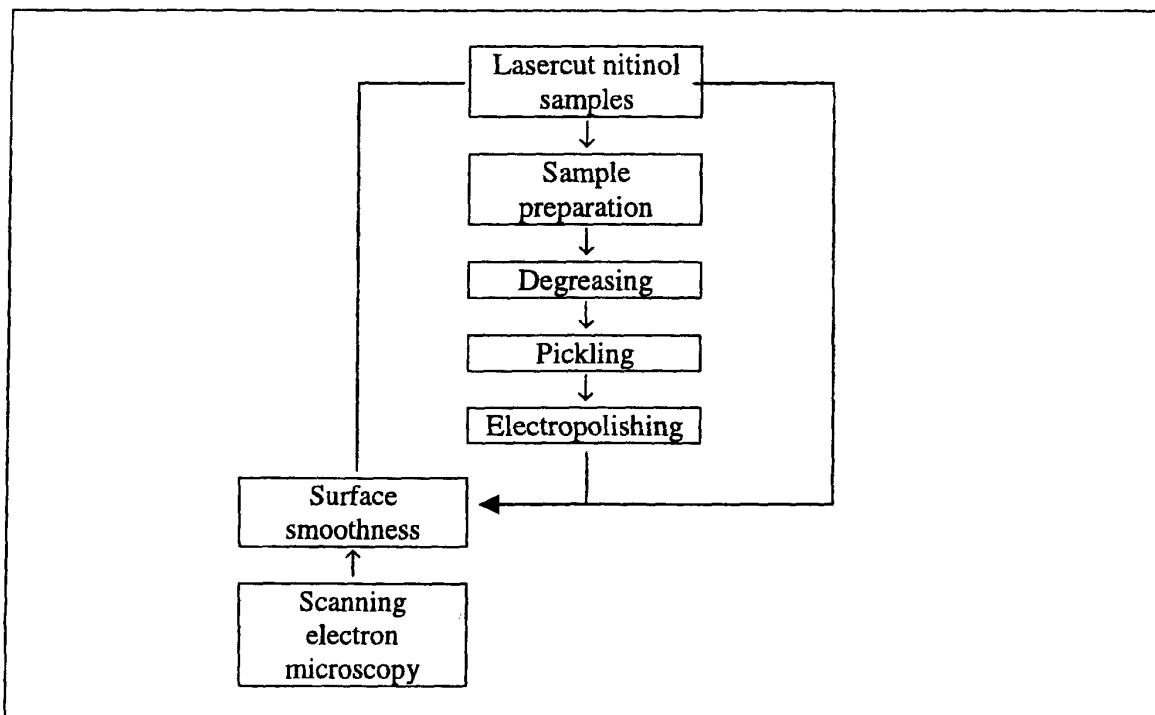 Lasercut nitinol
samples
Sample
preparation
Degreasing
Pickling
Electropolishing
Surface
smoothness
Scanning
electron
microscopy